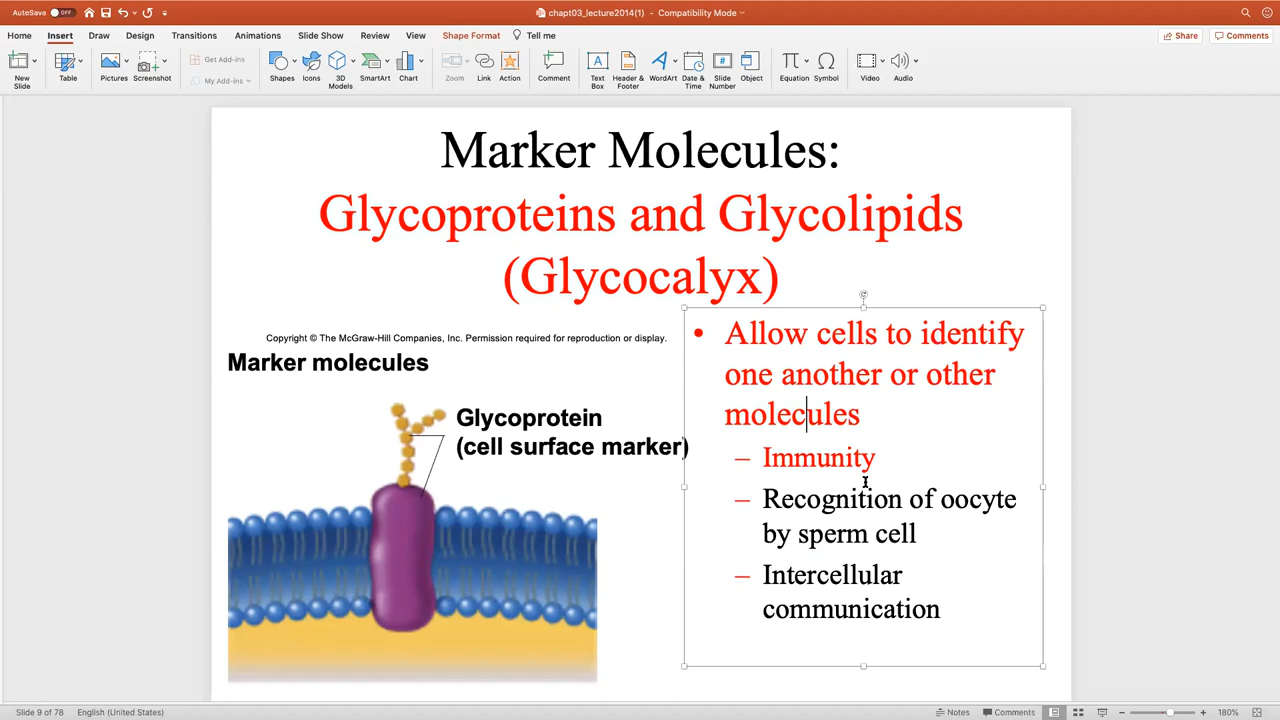 AutoSave OFF
chapt03_lecture2014(1) - Compatibility Mode
Home Insert Draw Design Transitions Animations Slide Show Review View Shape Format Tell me
Share Comments
New Slide
Table
Pictures
Screenshot
Get Add-ins
My Add-ins
Shapes
Icons
3D Models
SmartArt
Chart
Zoom
Link
Action
Comment
Text Box
Header & Footer
WordArt
Date & Time
Slide Number
Object
Equation
Symbol
Video
Audio
Marker Molecules:
Glycoproteins and Glycolipids
(Glycocalyx)
Copyright © The McGraw-Hill Companies, Inc. Permission required for reproduction or display.
Marker molecules
Glycoprotein
(cell surface marker)
• Allow cells to identify
one another or other
molecules
– Immunity
– Recognition of oocyte
by sperm cell
– Intercellular
communication
Slide 9 of 78 English (United States)
Notes Comments 180%